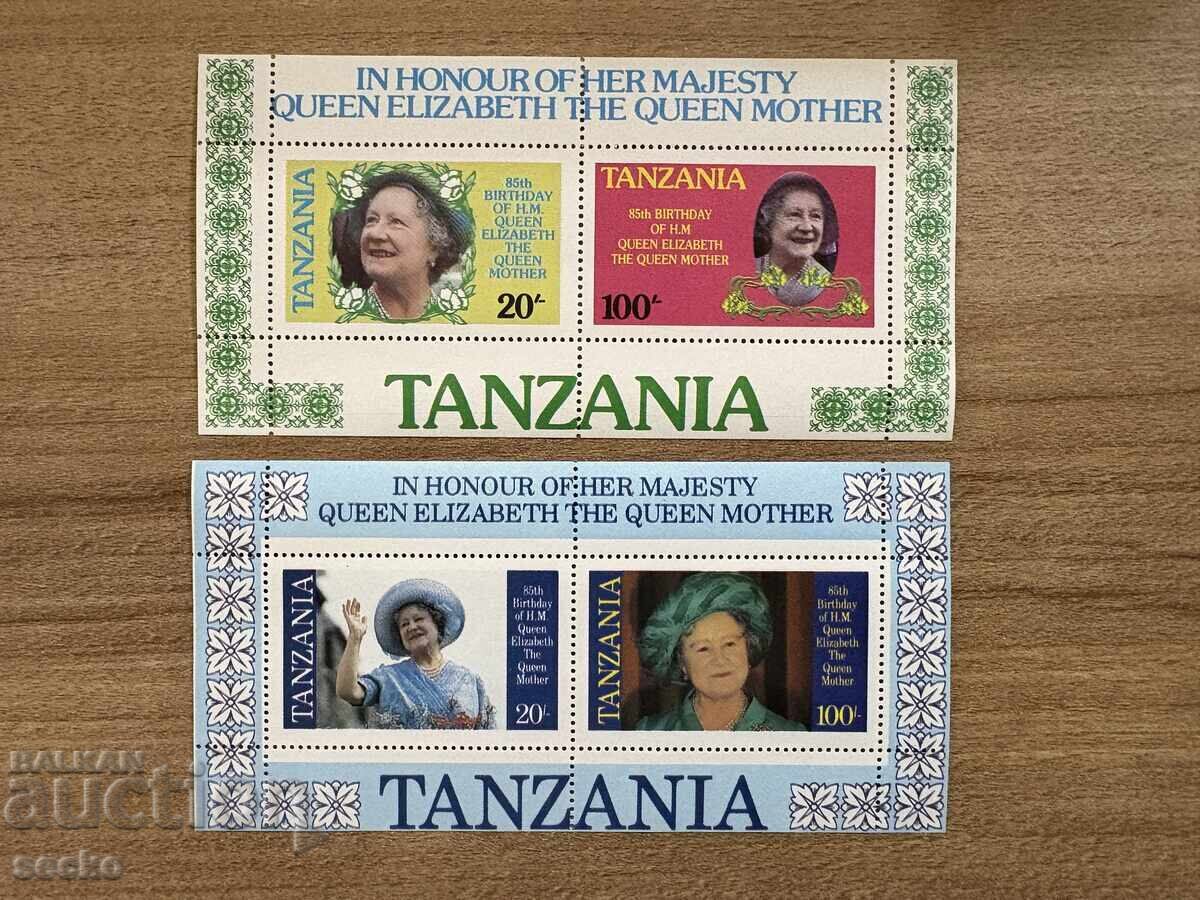 IN HONOUR OF HER MAJESTY
QUEEN ELIZABETH THE QUEEN MOTHER
TANZANIA
85th
BIRTHDAY
OF H.M.
QUEEN
ELIZABETH
THE
QUEEN
MOTHER
20/-
TANZANIA
85th BIRTHDAY
OF H.M
QUEEN ELIZABETH
THE QUEEN MOTHER
100/-
TANZANIA
IN HONOUR OF HER MAJESTY
QUEEN ELIZABETH THE QUEEN MOTHER
TANZANIA
85th
Birthday
of H.M.
Queen
Elizabeth
The
Queen
Mother
20/-
TANZANIA
85th
Birthday
of H.M.
Queen
Elizabeth
The
Queen
Mother
100/-
TANZANIA
BALKAN
auction
secko